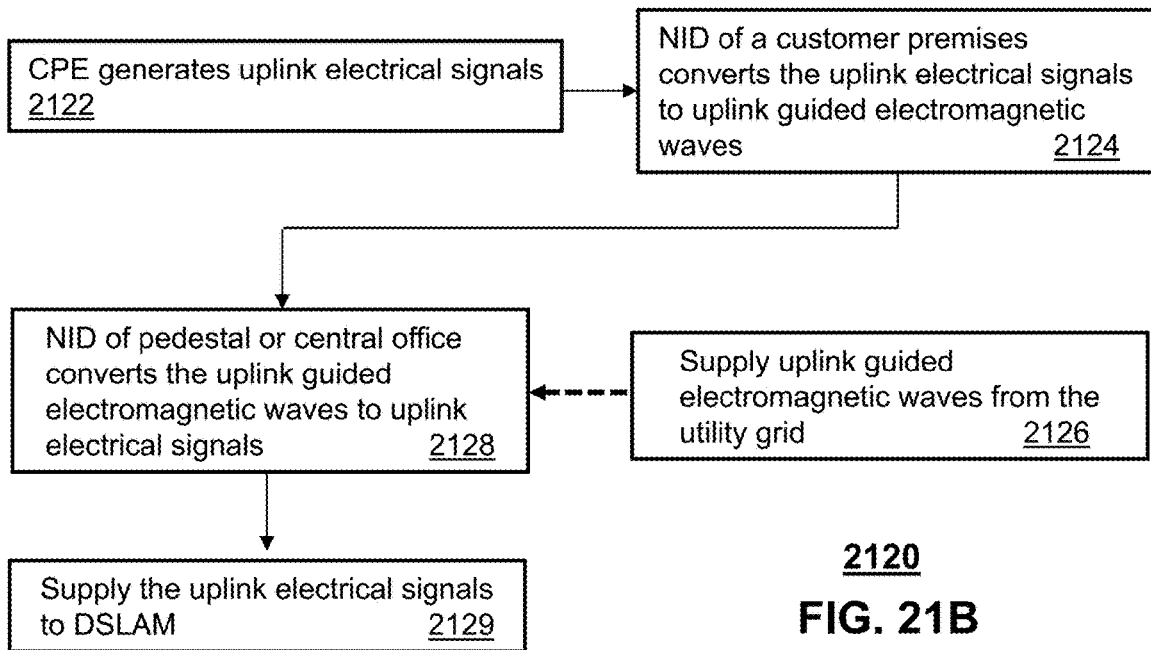 CPE generates uplink electrical signals
2122
NID of a customer premises
converts the uplink electrical signals
to uplink guided electromagnetic
waves 2124
NID of pedestal or central office
converts the uplink guided
electromagnetic waves to uplink
electrical signals 2128
Supply uplink guided
electromagnetic waves from the
utility grid 2126
Supply the uplink electrical signals
to DSLAM 2129
2120
FIG. 21B